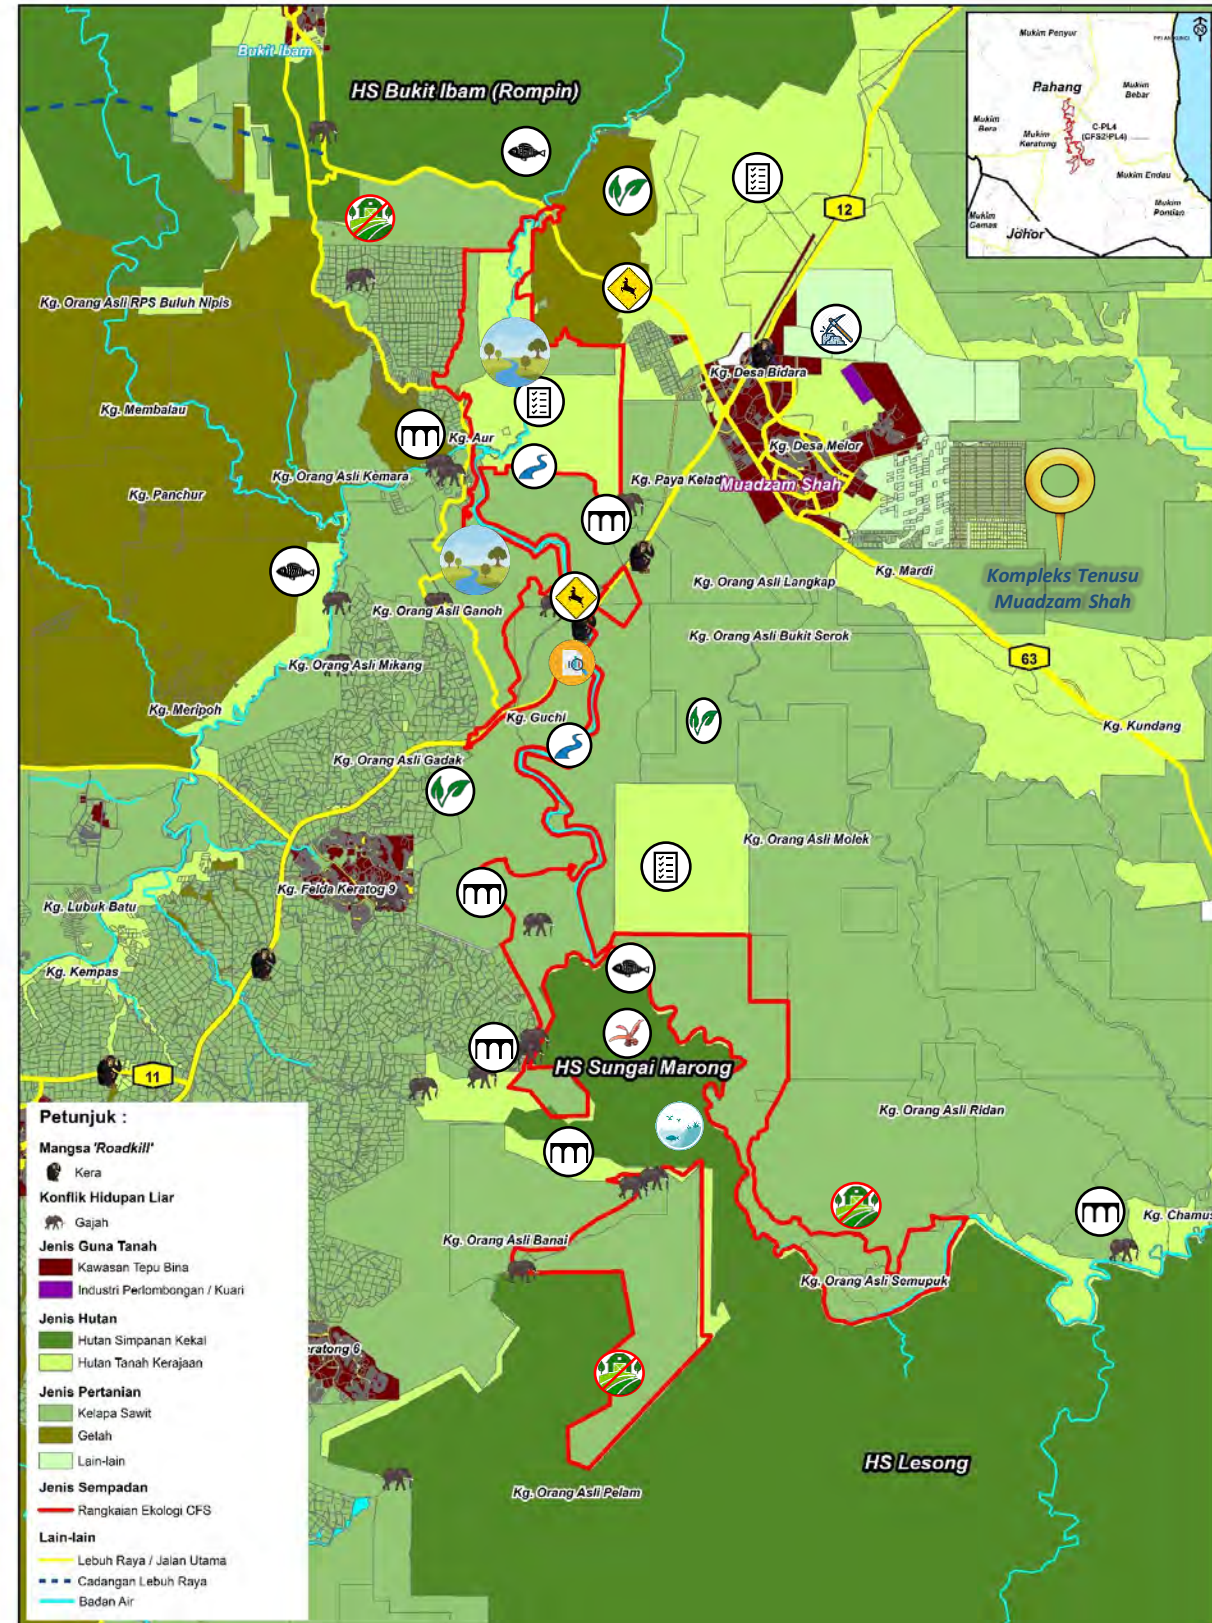 Bukit Ibam
HS Bukit Ibam (Rompin)
Mukim Penyur
Pahang
Mukim
Bebar
Mukim
Bera
C-PL4
(CFS2-PL4)
Mukim
Keratung
Mukim Endau
Mukim
Pontian
Mukim
Gemas
Johor
12
Kg. Orang Asli RPS Buluh Nipis
Kg. Desa Bidara
Kg. Membalau
Kg. Aur
Kg. Desa Melor
Kg. Orang Asli Kemara
Kg. Paya Keladi
Muadzam Shah
Kg. Panchur
Kg. Mardi
Kg. Orang Asli Langkap
Kompleks Tenusu
Muadzam Shah
Kg. Orang Asli Ganoh
Kg. Orang Asli Bukit Serok
63
Kg. Orang Asli Mikang
Kg. Meripoh
Kg. Guchi
Kg. Kundang
Kg. Orang Asli Gadak
Kg. Orang Asli Molek
Kg. Felda Keratog 9
Kg. Lubuk Batu
Kg. Kempas
HS Sungai Marong
11
Kg. Orang Asli Ridan
Kg. Chamus
Kg. Orang Asli Banai
Kg. Orang Asli Semupuk
eratong 6
HS Lesong
Kg. Orang Asli Pelam
Petunjuk :
Mangsa 'Roadkill'
Kera
Konflik Hidupan Liar
Gajah
Jenis Guna Tanah
Kawasan Tepu Bina
Industri Perlombongan / Kuari
Jenis Hutan
Hutan Simpanan Kekal
Hutan Tanah Kerajaan
Jenis Pertanian
Kelapa Sawit
Getah
Lain-lain
Jenis Sempadan
Rangkaian Ekologi CFS
Lain-lain
Lebuh Raya / Jalan Utama
Cadangan Lebuh Raya
Badan Air